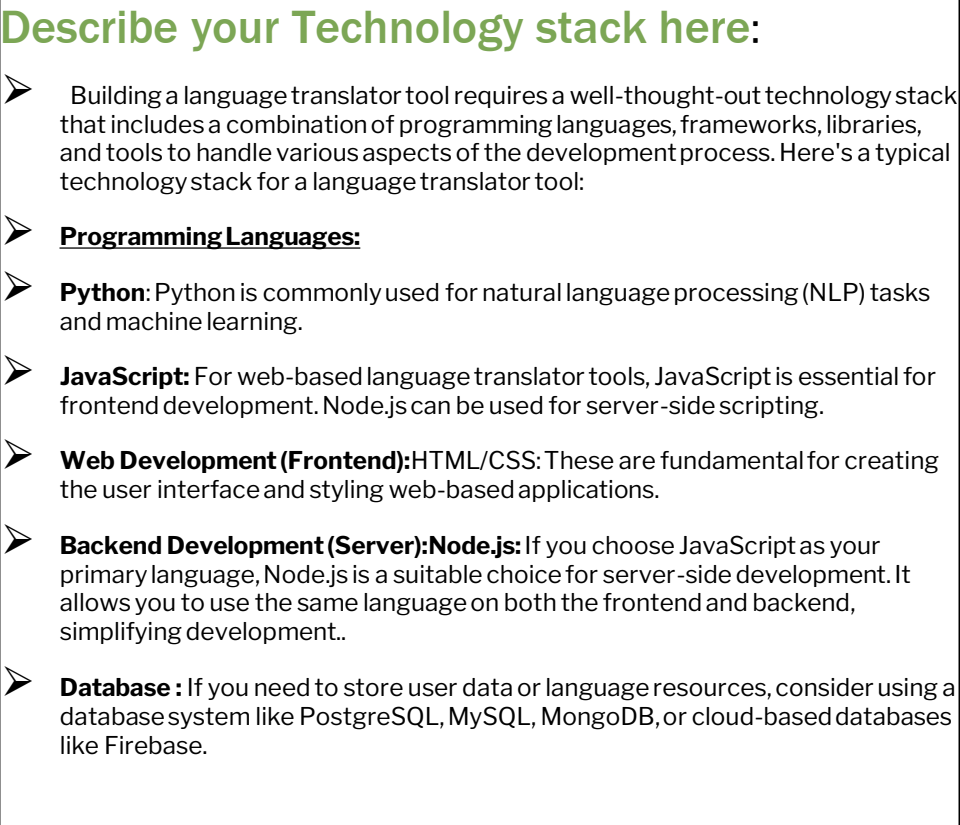 Describe your Technology stack here:
➢ Building a language translator tool requires a well-thought-out technology stack
that includes a combination of programming languages, frameworks, libraries,
and tools to handle various aspects of the development process. Here's a typical
technology stack for a language translator tool:
➢ Programming Languages:
➢ Python: Python is commonly used for natural language processing (NLP) tasks
and machine learning.
➢ JavaScript: For web-based language translator tools, JavaScript is essential for
frontend development. Node.js can be used for server-side scripting.
➢ Web Development (Frontend):HTML/CSS: These are fundamental for creating
the user interface and styling web-based applications.
➢ Backend Development (Server):Node.js: If you choose JavaScript as your
primary language, Node.js is a suitable choice for server-side development. It
allows you to use the same language on both the frontend and backend,
simplifying development..
➢ Database : If you need to store user data or language resources, consider using a
database system like PostgreSQL, MySQL, MongoDB, or cloud-based databases
like Firebase.